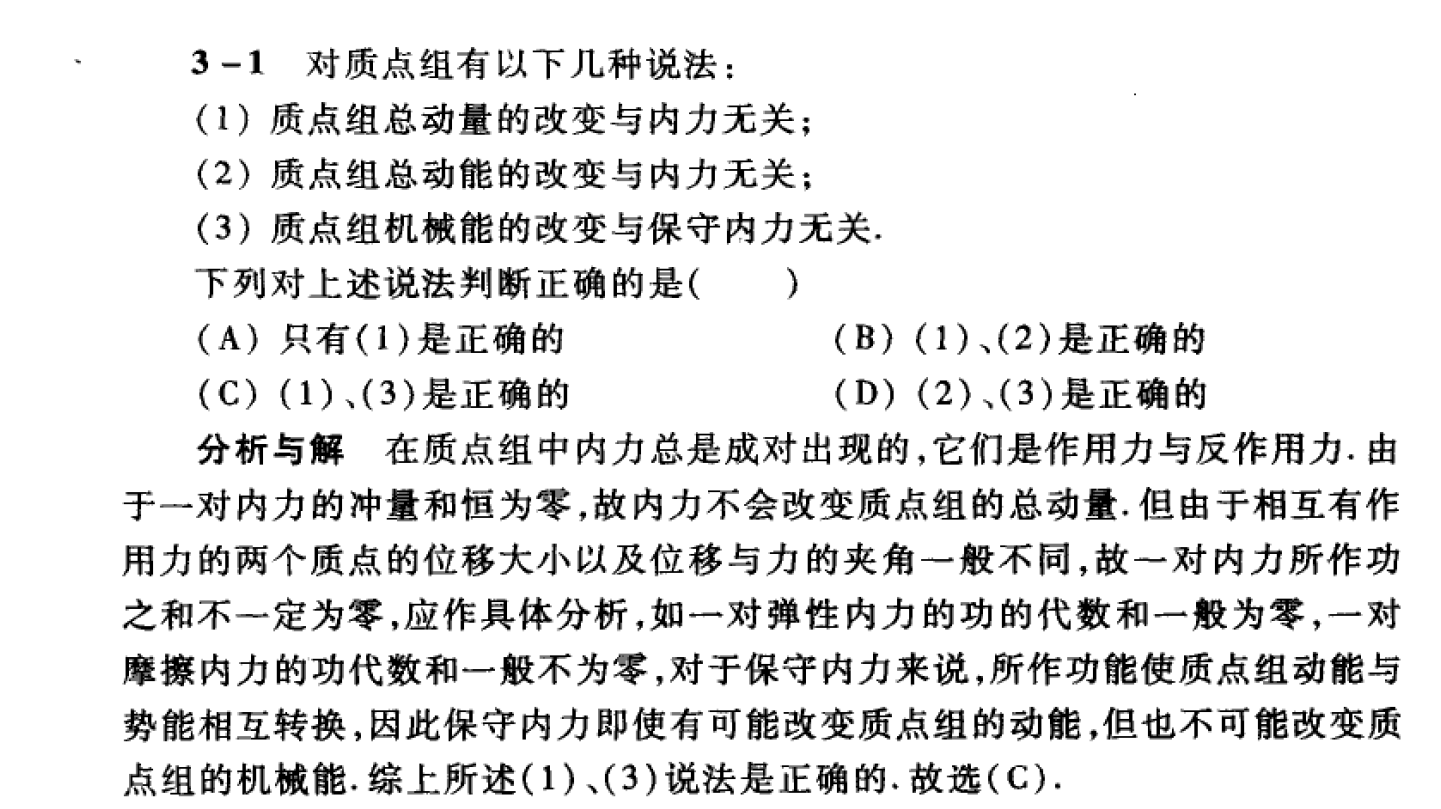 3-1 对质点组有以下几种说法：
(1) 质点组总动量的改变与内力无关；
(2) 质点组总动能的改变与内力无关；
(3) 质点组机械能的改变与保守内力无关.
下列对上述说法判断正确的是(  )
(A) 只有(1)是正确的 (B) (1)、(2)是正确的
(C) (1)、(3)是正确的 (D) (2)、(3)是正确的
分析与解 在质点组中内力总是成对出现的,它们是作用力与反作用力.由
于一对内力的冲量和恒为零,故内力不会改变质点组的总动量.但由于相互有作
用力的两个质点的位移大小以及位移与力的夹角一般不同,故一对内力所作功
之和不一定为零,应作具体分析,如一对弹性内力的功的代数和一般为零,一对
摩擦内力的功代数和一般不为零,对于保守内力来说,所作功能使质点组动能与
势能相互转换,因此保守内力即使有可能改变质点组的动能,但也不可能改变质
点组的机械能.综上所述(1)、(3)说法是正确的.故选(C).